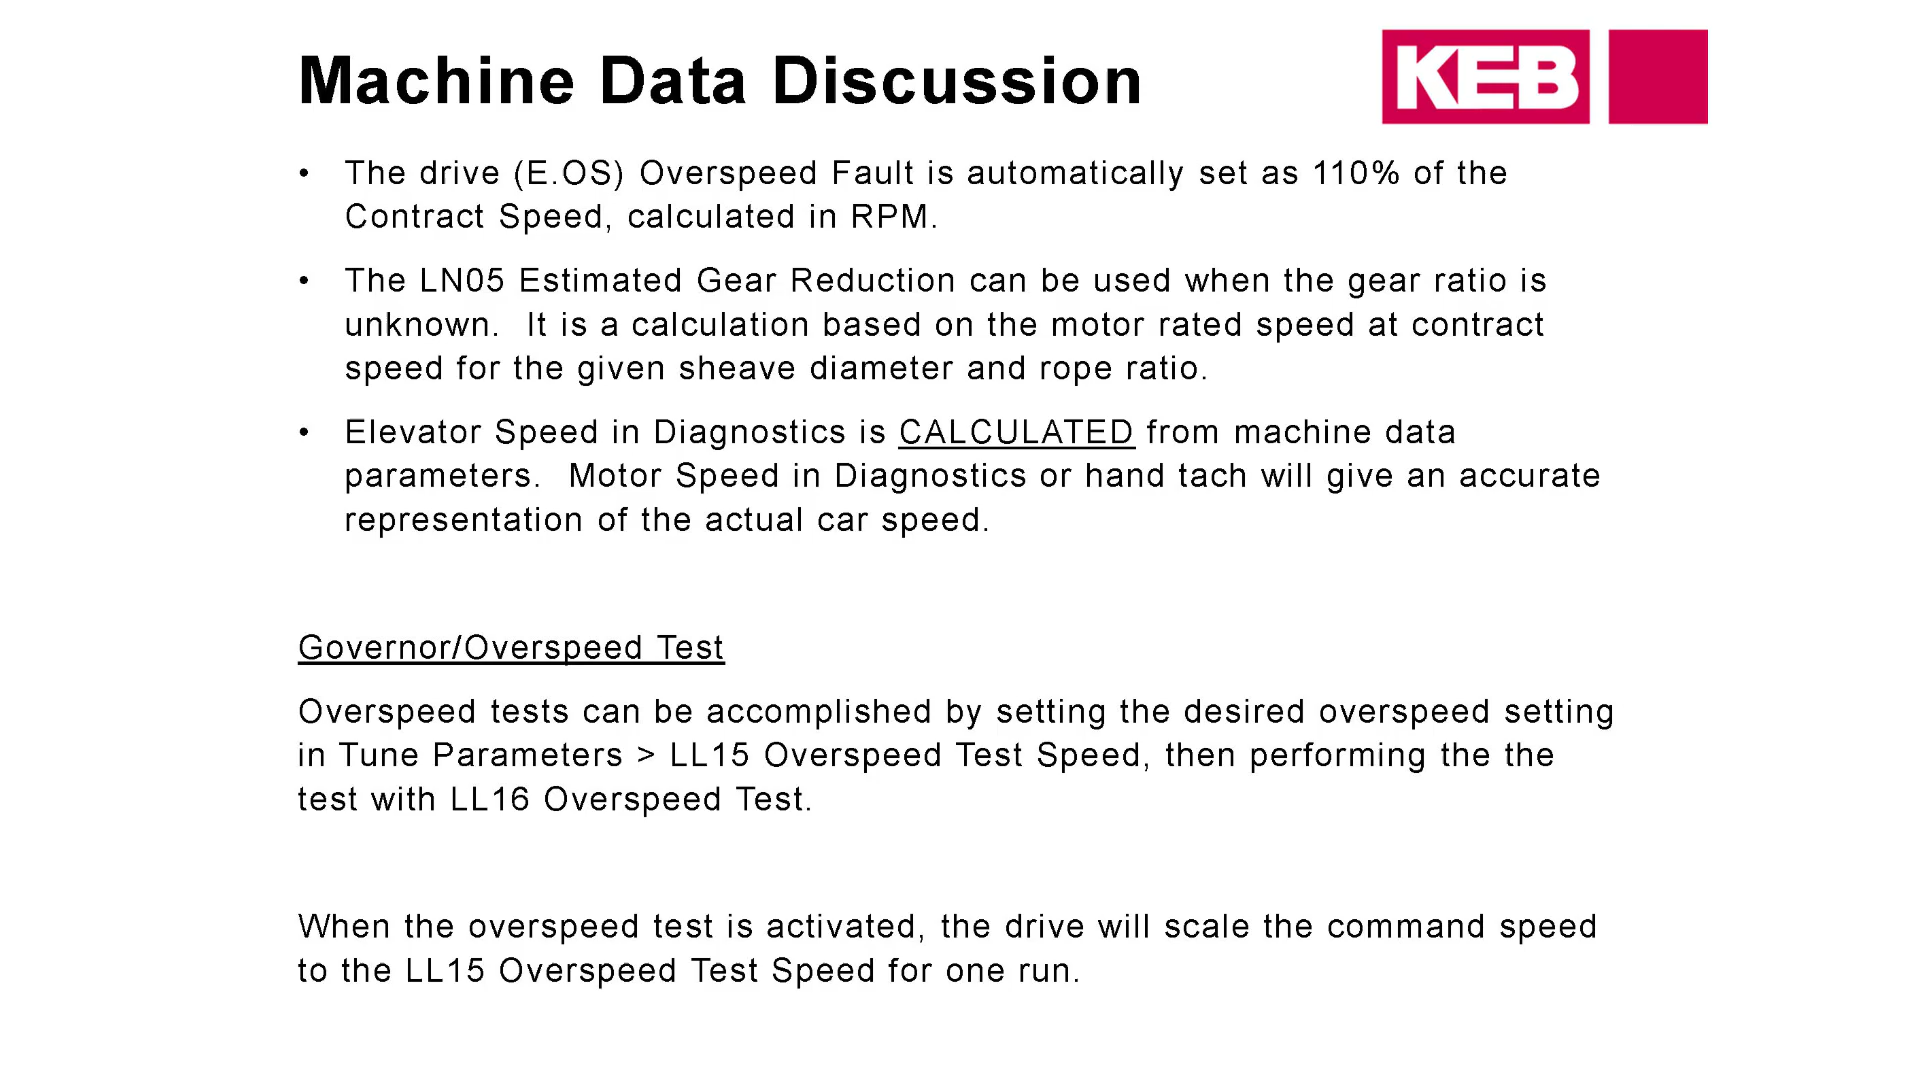 Machine Data Discussion
KEB
• The drive (E.OS) Overspeed Fault is automatically set as 110% of the
Contract Speed, calculated in RPM.
• The LN05 Estimated Gear Reduction can be used when the gear ratio is
unknown.  It is a calculation based on the motor rated speed at contract
speed for the given sheave diameter and rope ratio.
• Elevator Speed in Diagnostics is CALCULATED from machine data
parameters.  Motor Speed in Diagnostics or hand tach will give an accurate
representation of the actual car speed.
Governor/Overspeed Test
Overspeed tests can be accomplished by setting the desired overspeed setting
in Tune Parameters > LL15 Overspeed Test Speed, then performing the the
test with LL16 Overspeed Test.
When the overspeed test is activated, the drive will scale the command speed
to the LL15 Overspeed Test Speed for one run.